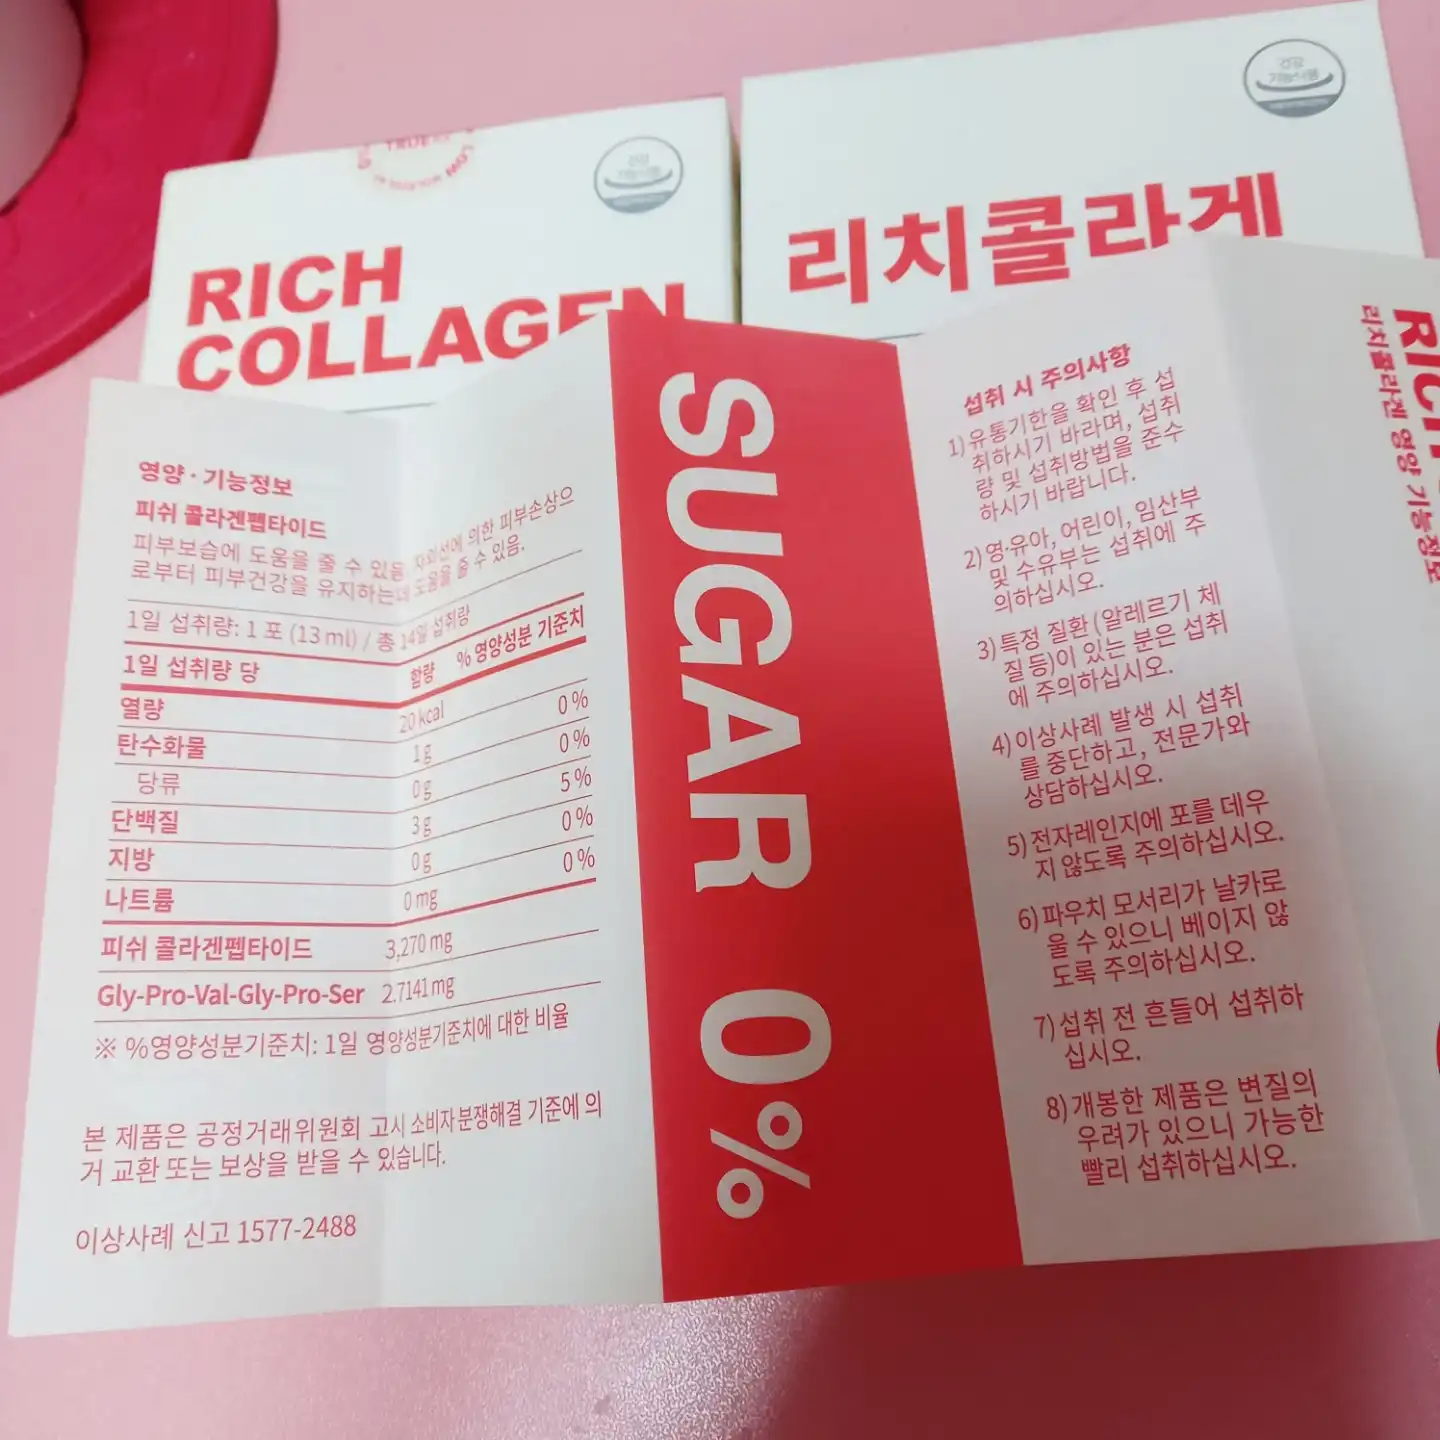 TRUE
LOW
건강
기능식품
RICH
COLLAGEN
건강
기능식품
리치콜라게
영양 · 기능정보
피쉬 콜라겐펩타이드
피부보습에 도움을 줄 수 있음 자외선에 의한 피부손상으
로부터 피부건강을 유지하는데 도움을 줄 수 있음.
1일 섭취량: 1 포 (13 ml) / 총 14일 섭취량
1일 섭취량 당 함량 % 영양성분 기준치
열량 20 kcal
탄수화물 1 g 0 %
당류 0 g 0 %
단백질 3 g 5 %
지방 0 g 0 %
나트륨 0 mg 0 %
피쉬 콜라겐펩타이드 3,270 mg
Gly-Pro-Val-Gly-Pro-Ser 2.7141 mg
※ %영양성분기준치: 1일 영양성분기준치에 대한 비율
본 제품은 공정거래위원회 고시 소비자분쟁해결 기준에 의
거 교환 또는 보상을 받을 수 있습니다.
이상사례 신고 1577-2488
SUGAR 0%
섭취 시 주의사항
1) 유통기한을 확인 후 섭
취하시기 바라며, 섭취
량 및 섭취방법을 준수
하시기 바랍니다.
2) 영·유아, 어린이, 임산부
및 수유부는 섭취에 주
의하십시오.
3) 특정 질환(알레르기 체
질 등)이 있는 분은 섭취
에 주의하십시오.
4) 이상사례 발생 시 섭취
를 중단하고, 전문가와
상담하십시오.
5) 전자레인지에 포를 데우
지 않도록 주의하십시오.
6) 파우치 모서리가 날카로
울 수 있으니 베이지 않
도록 주의하십시오.
7) 섭취 전 흔들어 섭취하
십시오.
8) 개봉한 제품은 변질의
우려가 있으니 가능한
빨리 섭취하십시오.
RICH
리치콜라겐 영양 기능정보